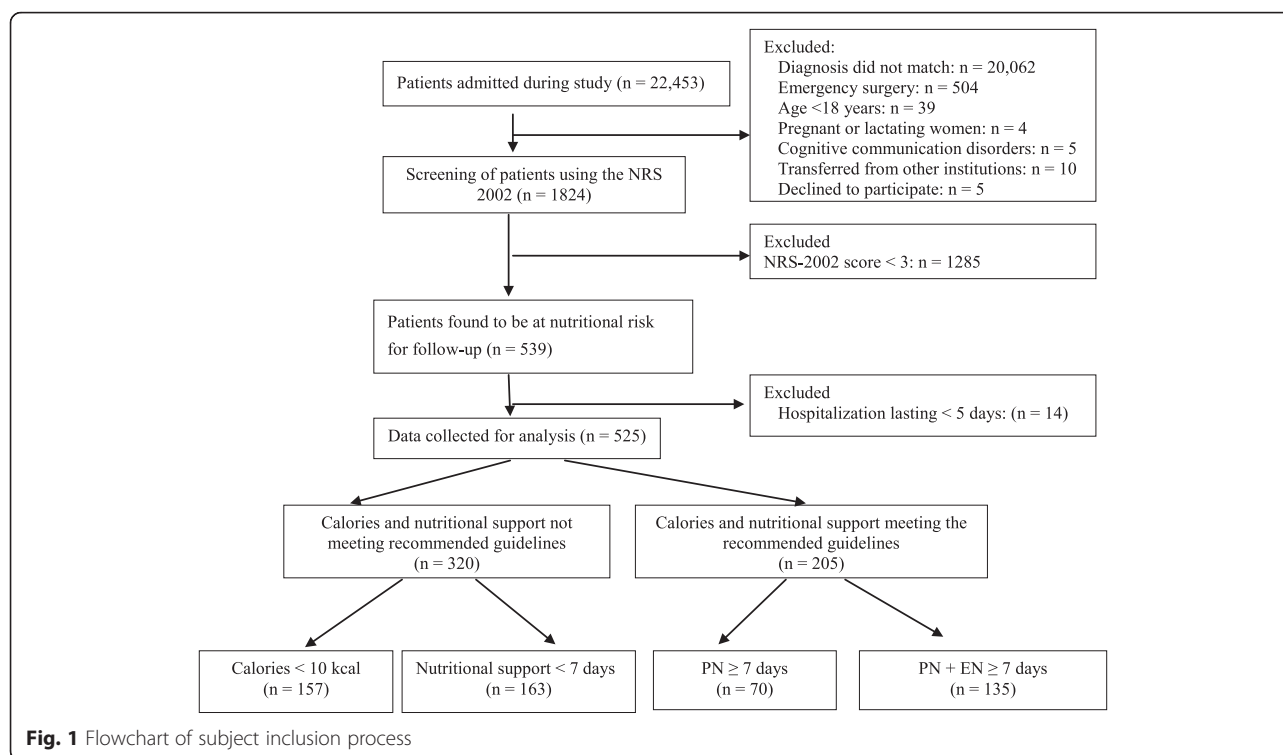 Patients admitted during study (n = 22,453)
Excluded:
Diagnosis did not match: n = 20,062
Emergency surgery: n = 504
Age <18 years: n = 39
Pregnant or lactating women: n = 4
Cognitive communication disorders: n = 5
Transferred from other institutions: n = 10
Declined to participate: n = 5
Screening of patients using the NRS
2002 (n = 1824)
Excluded
NRS-2002 score < 3: n = 1285
Patients found to be at nutritional risk
for follow-up (n = 539)
Excluded
Hospitalization lasting < 5 days: (n = 14)
Data collected for analysis (n = 525)
Calories and nutritional support not
meeting recommended guidelines
(n = 320)
Calories and nutritional support meeting the
recommended guidelines
(n = 205)
Calories < 10 kcal
(n = 157)
Nutritional support < 7 days
(n = 163)
PN ≥ 7 days
(n = 70)
PN + EN ≥ 7 days
(n = 135)
Fig. 1 Flowchart of subject inclusion process